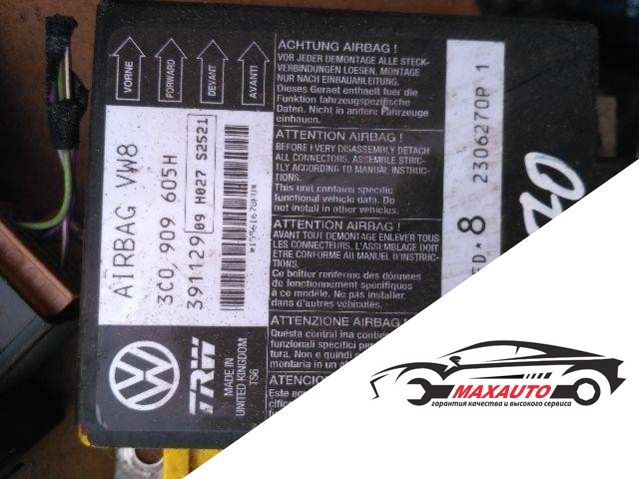 VORNE
FORWARD
DEVANT
AVANTI
AIRBAG VW8
3C0 909 605H
391129
09 H027 S2521
TRW
MADE IN
UNITED KINGDOM
TS6
ACHTUNG AIRBAG !
VOR JEDER DEMONTAGE ALLE STECK-
VERBINDUNGEN LOESEN, MONTAGE
NUR NACH EINBAUANLEITUNG.
Dieses Geraet enthaelt fuer die
Funktion fahrzeugspezifische
Daten. Nicht in andere Fahrzeuge
einbauen.
ATTENTION AIRBAG !
BEFORE EVERY DISASSEMBLY DETACH
ALL CONNECTORS. ASSEMBLE STRIC-
TLY ACCORDING TO MANUAL INSTRUC-
TIONS.
This unit contains specific
functional vehicle data. Do
not install in other vehicles.
ATTENTION AIRBAG !
AVANT TOUT DEMONTAGE ENLEVER TOUS
LES CONNECTEURS. L'ASSEMBLAGE DOIT
ETRE CONFORME AU MANUEL D'INSTRUC-
TIONS.
Ce boîtier renferme des données
de fonctionnement spécifiques
à ce modèle. Ne pas installer
dans d'autres véhicules.
ATTENZIONE AIRBAG !
Questa control
funzionali specifici
tura. Non e quindi
montaria in un
ATENCIO
Este
cificos
8
2306270P 1
MAXAUTO
гарантия качества и высокого сервиса